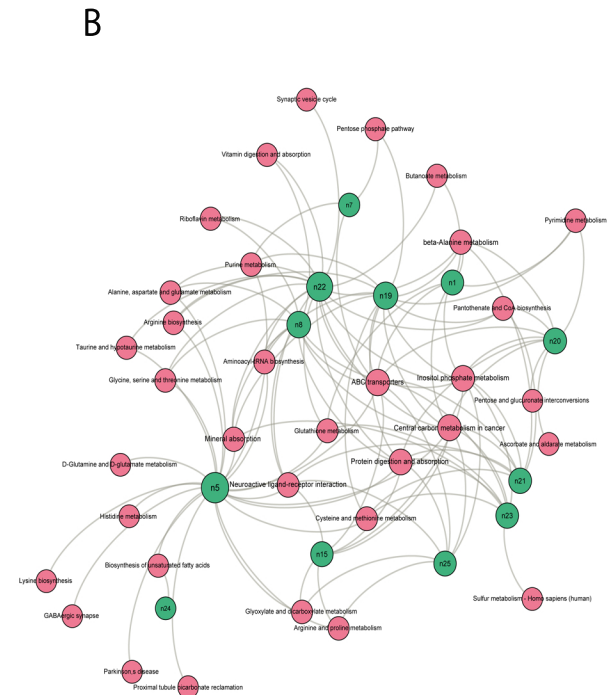 B
Synaptic vesicle cycle
Pentose phosphate pathway
Vitamin digestion and absorption
Butanoate metabolism
n7
Riboflavin metabolism
Pyrimidine metabolism
beta-Alanine metabolism
Purine metabolism
n1
n22
Alanine, aspartate and glutamate metabolism
n19
Pantothenate and CoA biosynthesis
Arginine biosynthesis
n8
n20
Taurine and hypotaurine metabolism
Aminoacyl-tRNA biosynthesis
Glycine, serine and threonine metabolism
ABC transporters
Inositol phosphate metabolism
Pentose and glucuronate interconversions
Glutathione metabolism
Central carbon metabolism in cancer
Mineral absorption
Ascorbate and aldarate metabolism
D-Glutamine and D-glutamate metabolism
Protein digestion and absorption
n5
Neuroactive ligand-receptor interaction
n21
Histidine metabolism
Cysteine and methionine metabolism
n23
n15
Biosynthesis of unsaturated fatty acids
n25
Lysine biosynthesis
Sulfur metabolism - Homo sapiens (human)
n24
GABAergic synapse
Glyoxylate and dicarboxylate metabolism
Arginine and proline metabolism
Parkinson,s disease
Proximal tubule bicarbonate reclamation